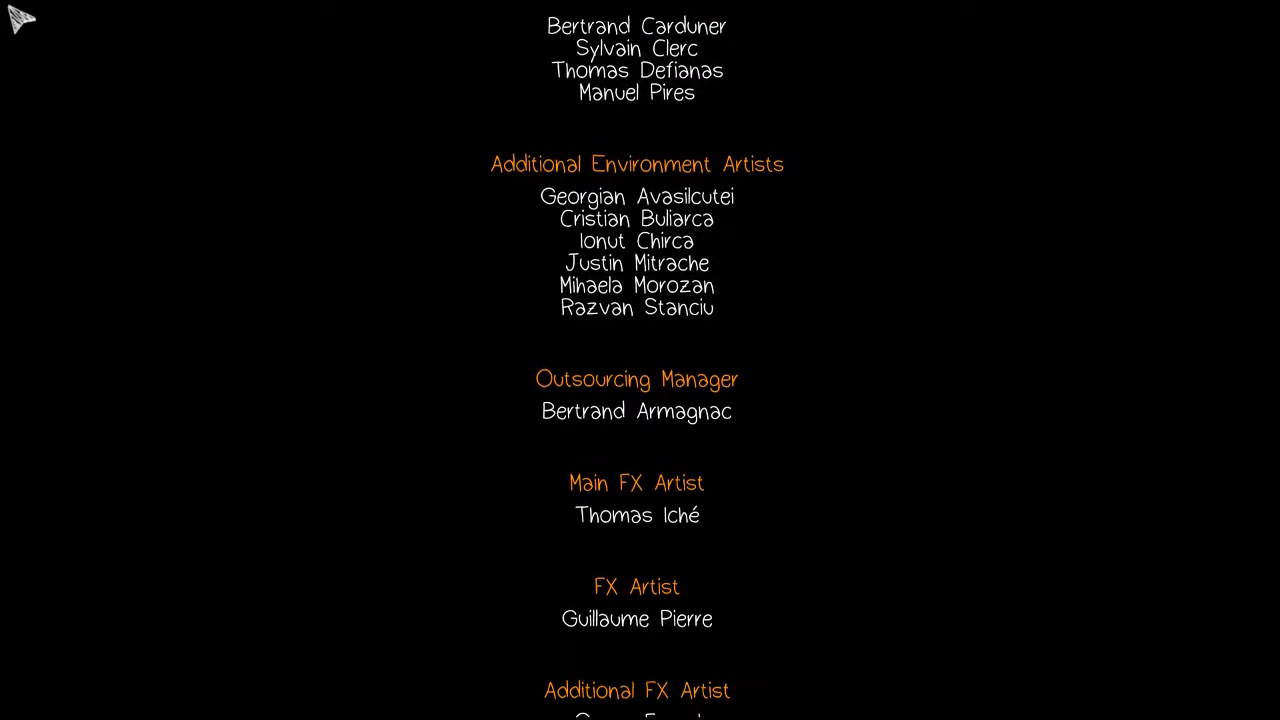 Bertrand Carduner
Sylvain Clerc
Thomas Defianas
Manuel Pires
Additional Environment Artists
Georgian Avasilcutei
Cristian Buliarca
Ionut Chirca
Justin Mitrache
Mihaela Morozan
Razvan Stanciu
Outsourcing Manager
Bertrand Armagnac
Main FX Artist
Thomas Iché
FX Artist
Guillaume Pierre
Additional FX Artist